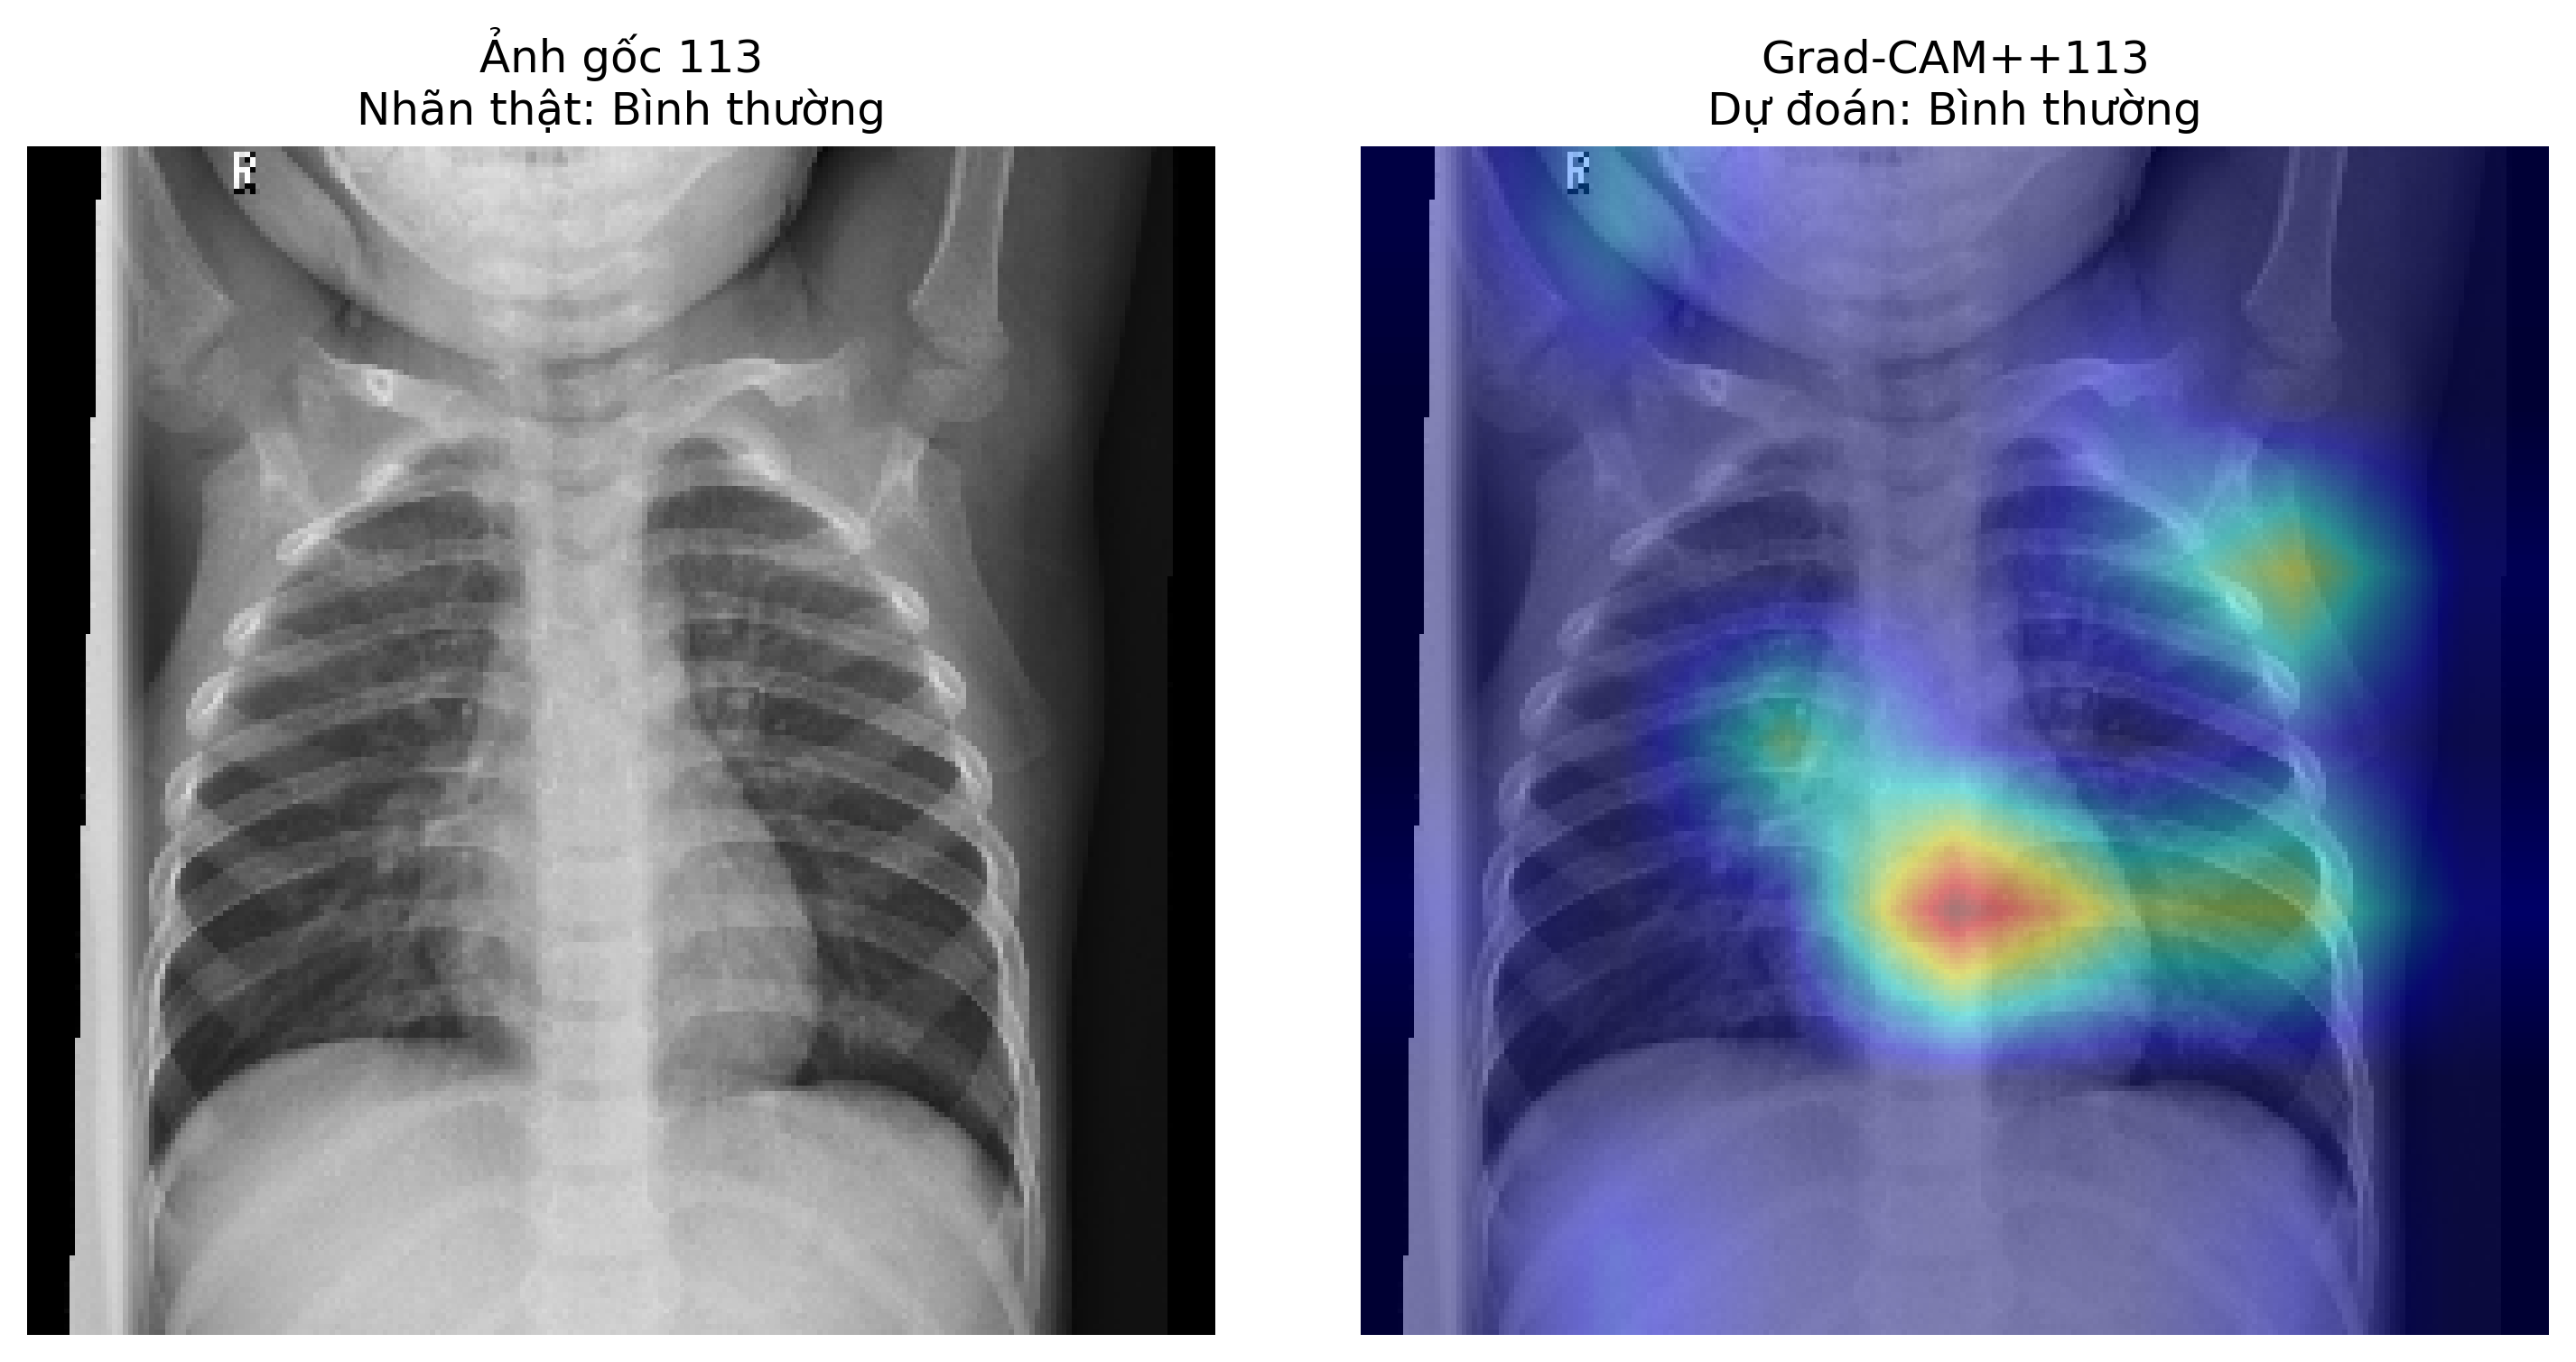 Ảnh gốc 113
Nhãn thật: Bình thường
Grad-CAM++113
Dự đoán: Bình thường
R
R